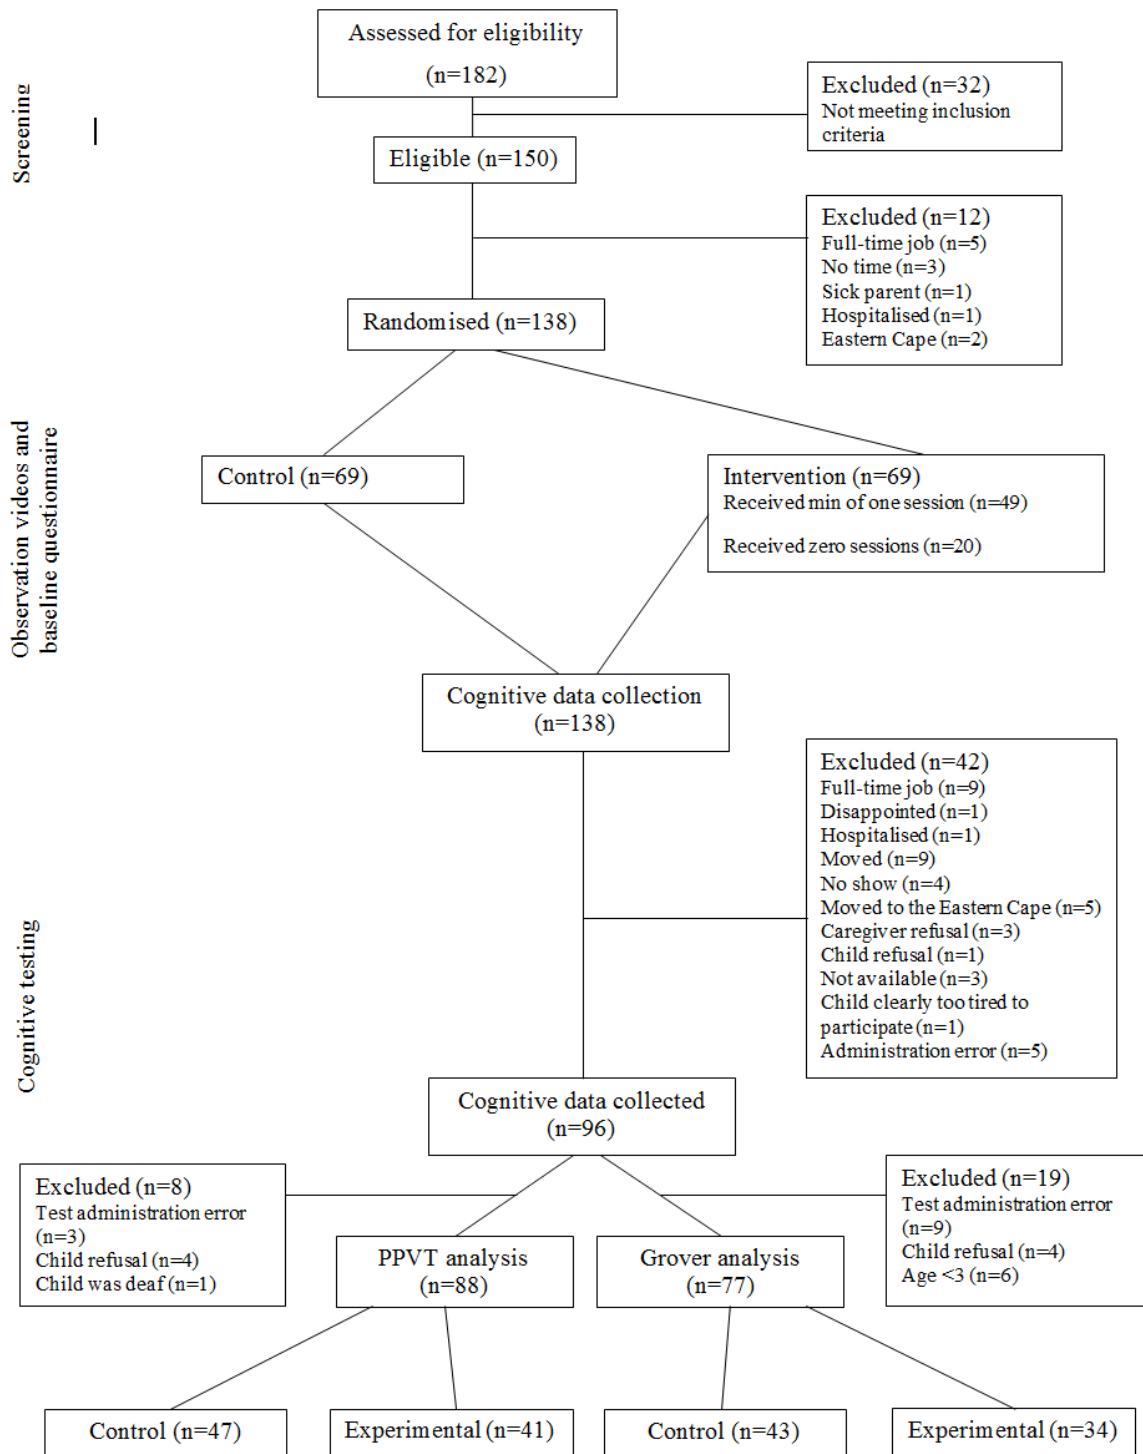 Screening
Assessed for eligibility
(n=182)
Excluded (n=32)
Not meeting inclusion
criteria
Eligible (n=150)
Excluded (n=12)
Full-time job (n=5)
No time (n=3)
Sick parent (n=1)
Hospitalised (n=1)
Eastern Cape (n=2)
Randomised (n=138)
Observation videos and
baseline questionnaire
Control (n=69)
Intervention (n=69)
Received min of one session (n=49)
Received zero sessions (n=20)
Cognitive data collection
(n=138)
Excluded (n=42)
Full-time job (n=9)
Disappointed (n=1)
Hospitalised (n=1)
Moved (n=9)
No show (n=4)
Moved to the Eastern Cape (n=5)
Caregiver refusal (n=3)
Child refusal (n=1)
Not available (n=3)
Child clearly too tired to
participate (n=1)
Administration error (n=5)
Cognitive testing
Cognitive data collected
(n=96)
Excluded (n=8)
Test administration error
(n=3)
Child refusal (n=4)
Child was deaf (n=1)
PPVT analysis
(n=88)
Grover analysis
(n=77)
Excluded (n=19)
Test administration error
(n=9)
Child refusal (n=4)
Age <3 (n=6)
Control (n=47)
Experimental (n=41)
Control (n=43)
Experimental (n=34)